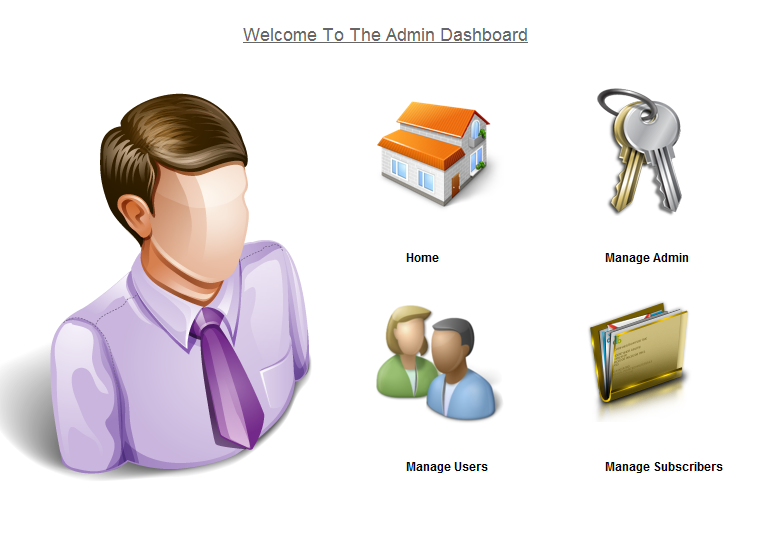 Welcome To The Admin Dashboard
Home
Manage Admin
Manage Users
Manage Subscribers